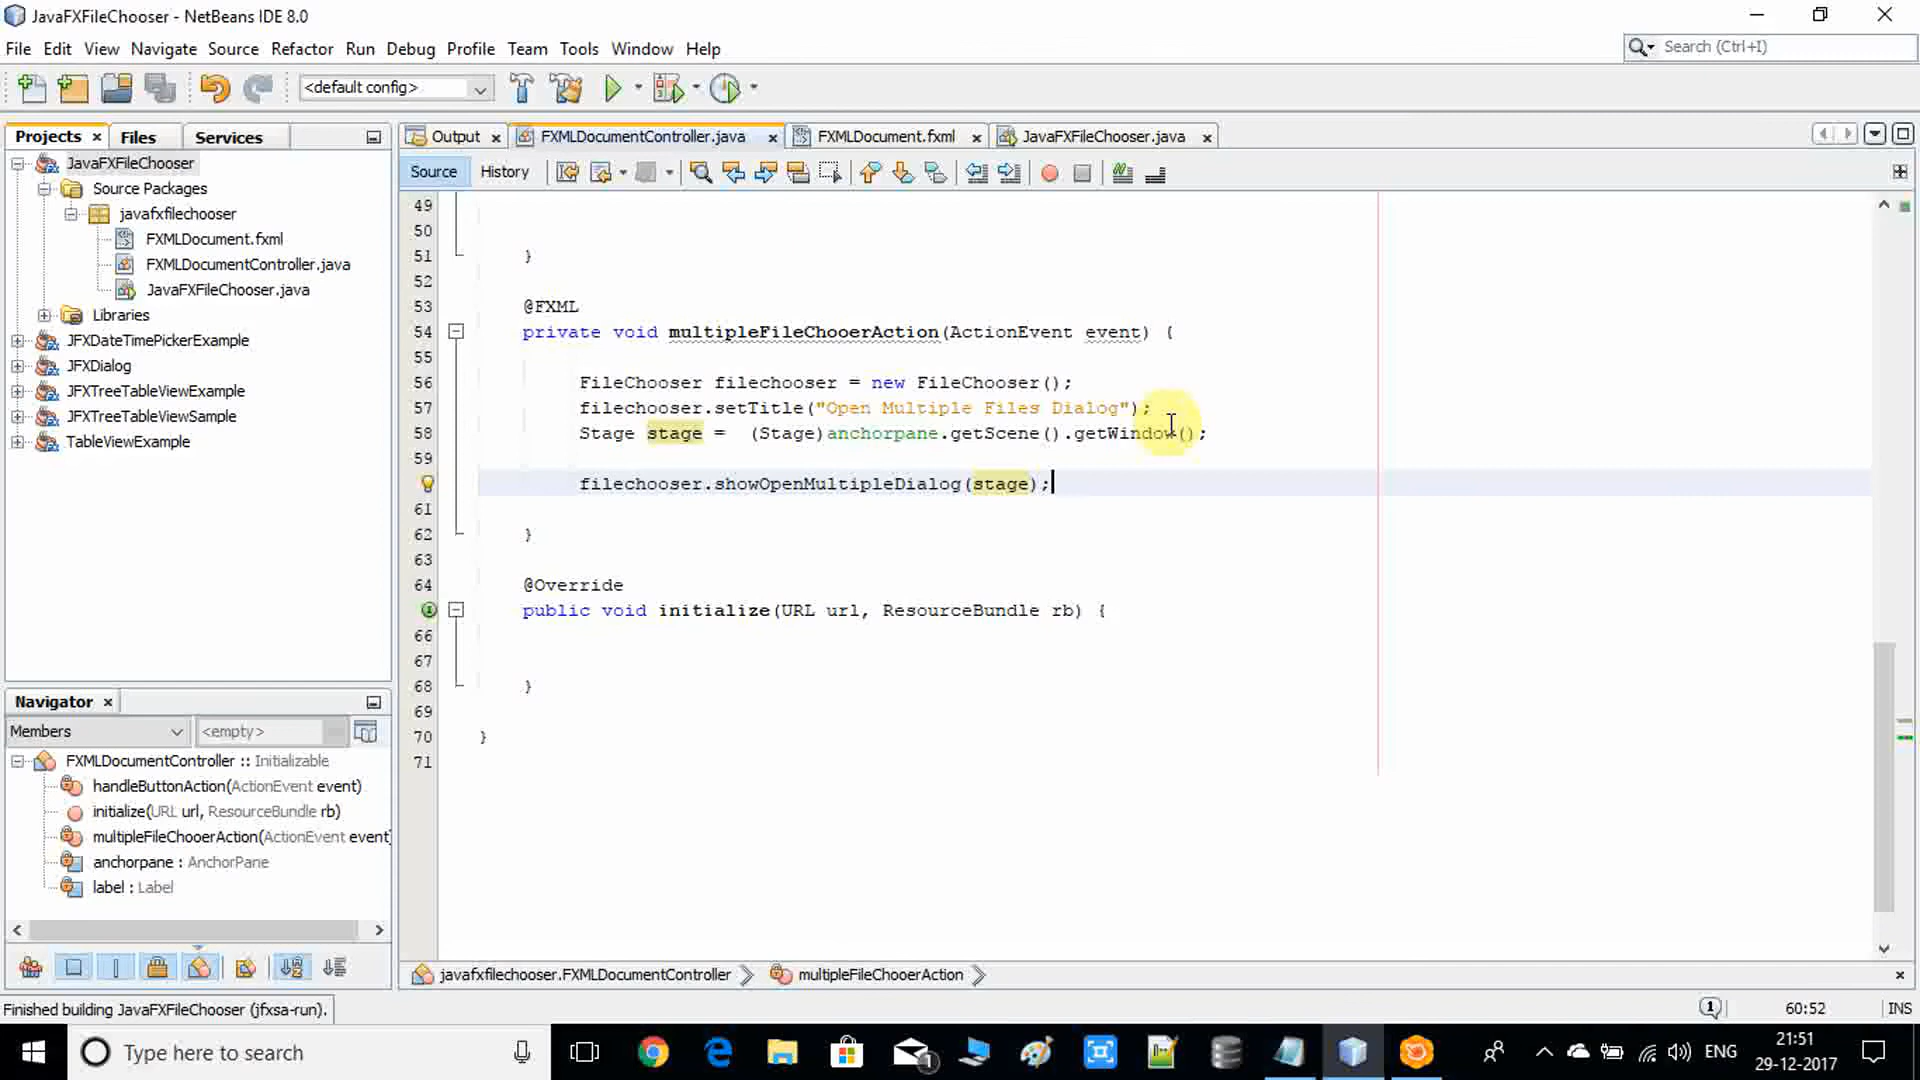 JavaFXFileChooser - NetBeans IDE 8.0
File Edit View Navigate Source Refactor Run Debug Profile Team Tools Window Help
Search (Ctrl+I)
<default config>
Projects Files Services
Output FXMLDocumentController.java FXMLDocument.fxml JavaFXFileChooser.java
Source History
JavaFXFileChooser
Source Packages
javafxfilechooser
FXMLDocument.fxml
FXMLDocumentController.java
JavaFXFileChooser.java
Libraries
JFXDateTimePickerExample
JFXDialog
JFXTreeTableViewExample
JFXTreeTableViewSample
TableViewExample
49
50
51 }
52
53 @FXML
54 private void multipleFileChooerAction(ActionEvent event) {
55
56 FileChooser filechooser = new FileChooser();
57 filechooser.setTitle("Open Multiple Files Dialog");
58 Stage stage = (Stage)anchorpane.getScene().getWindow();
59
filechooser.showOpenMultipleDialog(stage);
61
62 }
63
64 @Override
public void initialize(URL url, ResourceBundle rb) {
66
67
68 }
69
70 }
71
Navigator
Members <empty>
FXMLDocumentController :: Initializable
handleButtonAction(ActionEvent event)
initialize(URL url, ResourceBundle rb)
multipleFileChooerAction(ActionEvent event)
anchorpane : AnchorPane
label : Label
javafxfilechooser.FXMLDocumentController multipleFileChooerAction
Finished building JavaFXFileChooser (jfxsa-run).
1
60:52
INS
Type here to search
1
ENG
21:51
29-12-2017